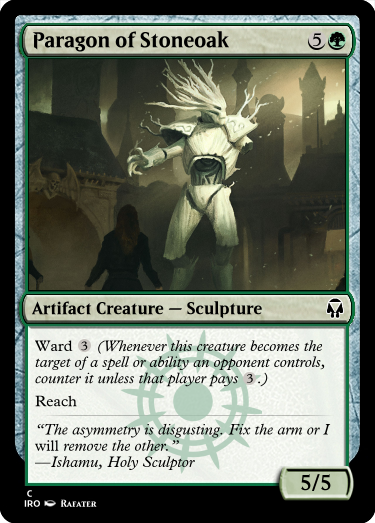 Paragon of Stoneoak 5
Artifact Creature — Sculpture
Ward 3 (Whenever this creature becomes the
target of a spell or ability an opponent controls,
counter it unless that player pays 3.)
Reach
“The asymmetry is disgusting. Fix the arm or I
will remove the other.”
—Ishamu, Holy Sculptor
5/5
C
IRO Rafater